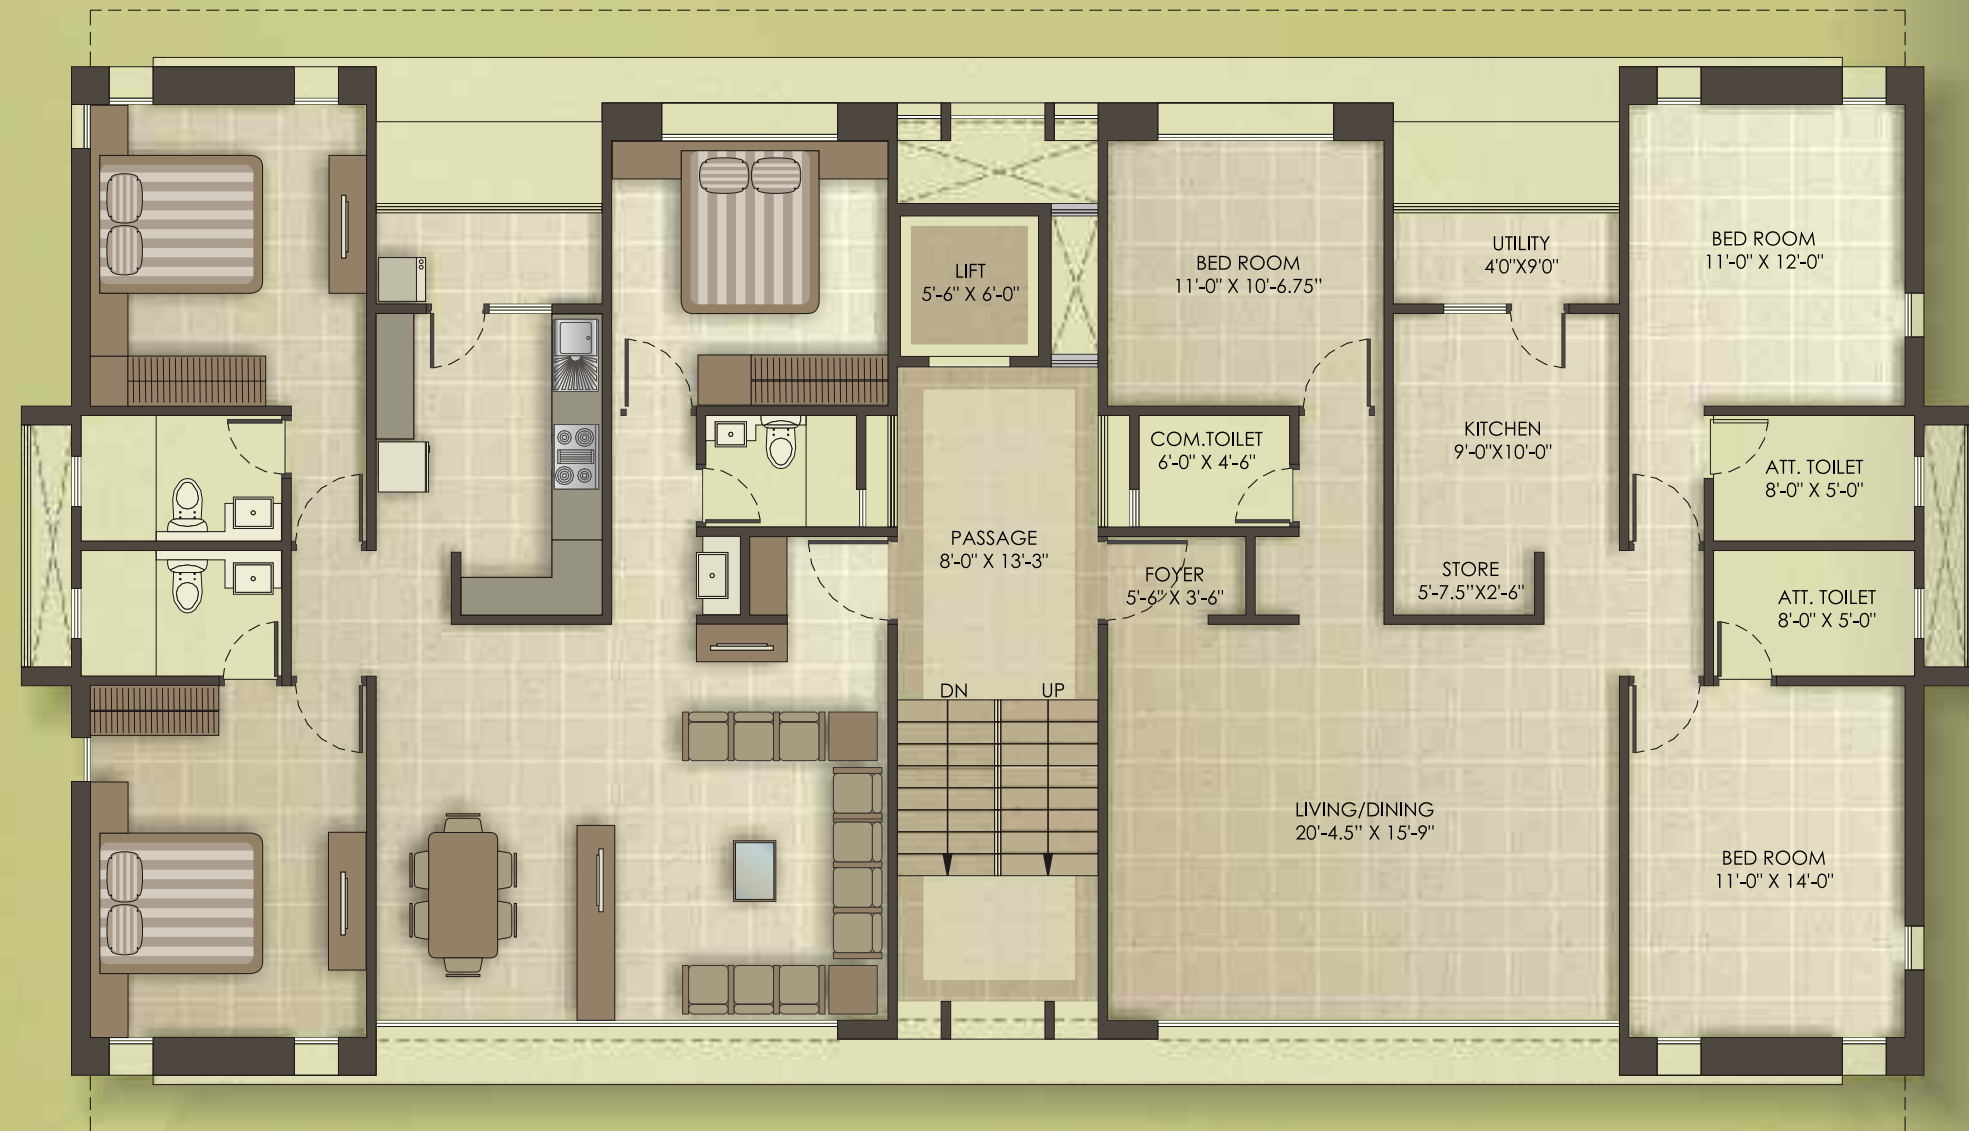 LIFT
5'-6" X 6'-0"
BED ROOM
11'-0" X 10'-6.75"
UTILITY
4'0"X9'0"
BED ROOM
11'-0" X 12'-0"
COM.TOILET
6'-0" X 4'-6"
KITCHEN
9'-0"X10'-0"
ATT. TOILET
8'-0" X 5'-0"
PASSAGE
8'-0" X 13'-3"
FOYER
5'-6" X 3'-6"
STORE
5'-7.5"X2'-6"
ATT. TOILET
8'-0" X 5'-0"
DN
UP
LIVING/DINING
20'-4.5" X 15'-9"
BED ROOM
11'-0" X 14'-0"